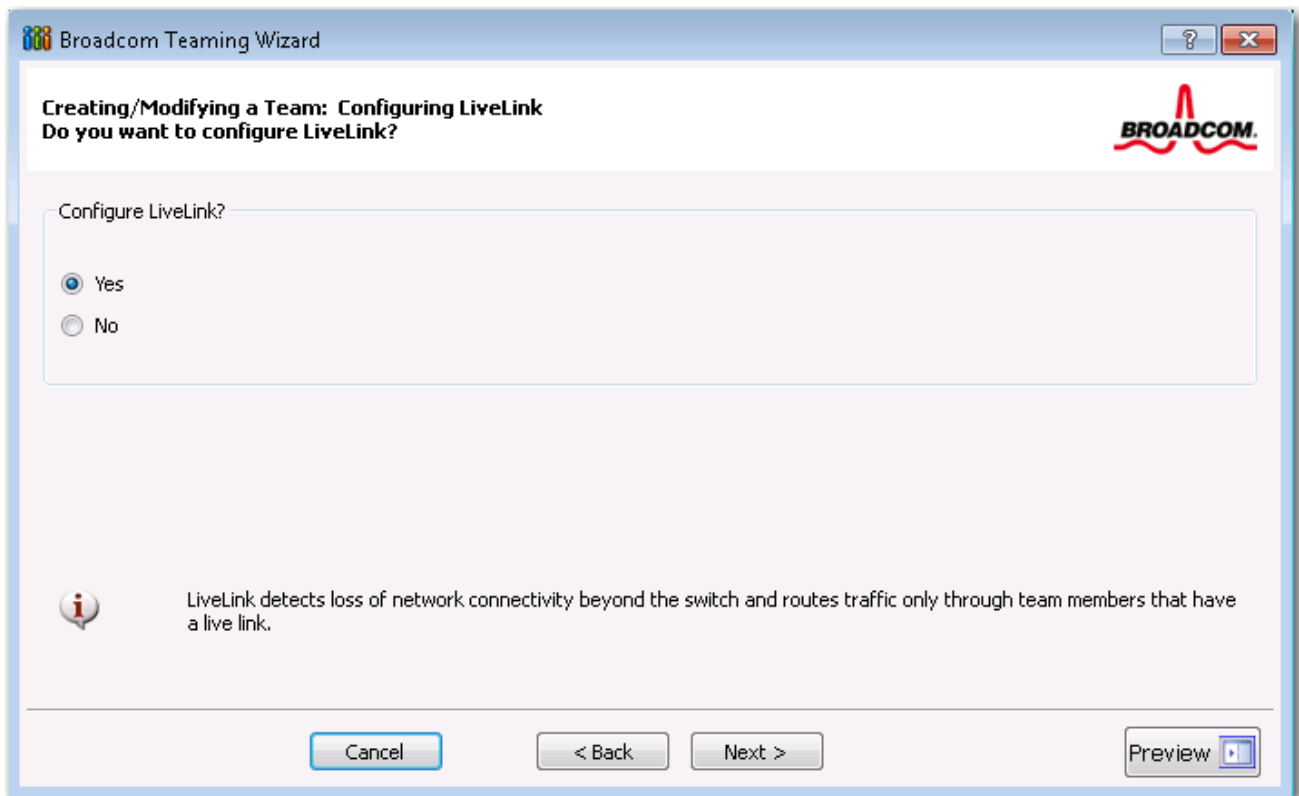 Broadcom Teaming Wizard
?
Creating/Modifying a Team: Configuring LiveLink
Do you want to configure LiveLink?
BROADCOM.
Configure LiveLink?
Yes
No
i
LiveLink detects loss of network connectivity beyond the switch and routes traffic only through team members that have
a live link.
Cancel
< Back
Next >
Preview